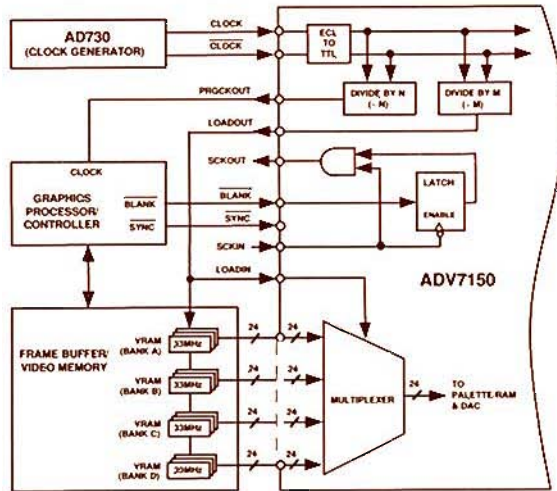 AD730
(CLOCK GENERATOR)
CLOCK
CLOCK
ECL
TO
TTL
PRGCKOUT
DIVIDE BY N
(÷ N)
DIVIDE BY M
(÷ M)
LOADOUT
SCKOUT
CLOCK
GRAPHICS
PROCESSOR/
CONTROLLER
BLANK
BLANK
SYNC
SYNC
LATCH
ENABLE
SCKIN
LOADIN
ADV7150
FRAME BUFFER/
VIDEO MEMORY
VRAM
(BANK A)
33MHz
24
24
VRAM
(BANK B)
33MHz
24
24
VRAM
(BANK C)
33MHz
24
24
VRAM
(BANK D)
33MHz
24
24
MULTIPLEXER
24
TO
PALETTE-RAM
& DAC